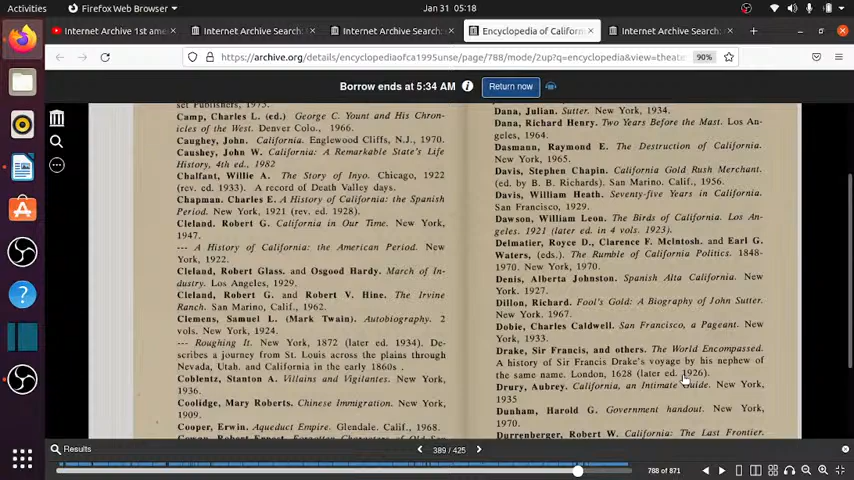 Activities
Firefox Web Browser
Jan 31 05:18
Internet Archive 1st ame
Internet Archive Search:
Internet Archive Search:
Encyclopedia of Californ
Internet Archive Search:
https://archive.org/details/encyclopediaofca1995unse/page/788/mode/2up?q=encyclopedia&view=theate
90%
Borrow ends at 5:34 AM
Return now
set Publishers, 1975.
Camp, Charles L. (ed.) George C. Yount and His Chron-
icles of the West. Denver Colo., 1966.
Caughey, John. California. Englewood Cliffs, N.J., 1970.
Caushey, John W. California: A Remarkable State's Life
History, 4th ed., 1982
Chalfant, Willie A. The Story of Inyo. Chicago, 1922
(rev. ed. 1933). A record of Death Valley days.
Chapman. Charles E. A History of California: the Spanish
Period. New York, 1921 (rev. ed. 1928).
Cleland. Robert G. California in Our Time. New York,
1947.
--- A History of California: the American Period. New
York, 1922.
Cleland, Robert Glass. and Osgood Hardy. March of In-
dustry. Los Angeles, 1929.
Cleland, Robert G. and Robert V. Hine. The Irvine
Ranch. San Marino, Calif., 1962.
Clemens, Samuel L. (Mark Twain). Autobiography. 2
vols. New York, 1924.
--- Roughing It. New York, 1872 (later ed. 1934). De-
scribes a journey from St. Louis across the plains through
Nevada, Utah. and California in the early 1860s .
Coblentz, Stanton A. Villains and Vigilantes. New York,
1936.
Coolidge, Mary Roberts. Chinese Immigration. New York,
1909.
Cooper, Erwin. Aqueduct Empire. Glendale. Calif., 1968.
Cowan, Robert Ernest. Forgotten Characters of Old San
Dana, Julian. Sutter. New York, 1934.
Dana, Richard Henry. Two Years Before the Mast. Los An-
geles, 1964.
Dasmann, Raymond E. The Destruction of California.
New York, 1965.
Davis, Stephen Chapin. California Gold Rush Merchant.
(ed. by B. B. Richards). San Marino. Calif., 1956.
Davis, William Heath. Seventy-five Years in California.
San Francisco, 1929.
Dawson, William Leon. The Birds of California. Los An-
geles. 1921 (later ed. in 4 vols. 1923).
Delmatier, Royce D., Clarence F. McIntosh. and Earl G.
Waters, (eds.). The Rumble of California Politics. 1848-
1970. New York, 1970.
Denis, Alberta Johnston. Spanish Alta California. New
York. 1927.
Dillon, Richard. Fool's Gold: A Biography of John Sutter.
New York. 1967.
Dobie, Charles Caldwell. San Francisco, a Pageant. New
York, 1933.
Drake, Sir Francis, and others. The World Encompassed.
A history of Sir Francis Drake's voyage by his nephew of
the same name. London, 1628 (later ed. 1926).
Drury, Aubrey. California, an Intimate Guide. New York,
1935
Dunham, Harold G. Government handout. New York,
1970.
Durrenberger, Robert W. California: The Last Frontier.
Results
389 / 425
788 of 871